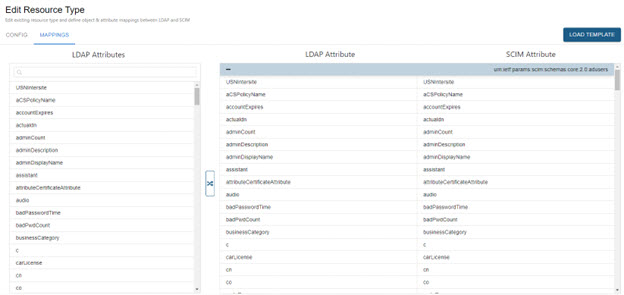 Edit Resource Type
Edit existing resource type and define object & attribute mappings between LDAP and SCIM
CONFIG MAPPINGS LOAD TEMPLATE
LDAP Attributes LDAP Attribute SCIM Attribute
urn:ietf:params:scim:schemas:core:2.0:adusers
USNIntersite USNIntersite USNIntersite
aCSPolicyName aCSPolicyName aCSPolicyName
accountExpires accountExpires accountExpires
actualdn actualdn actualdn
adminCount adminCount adminCount
adminDescription adminDescription adminDescription
adminDisplayName adminDisplayName adminDisplayName
assistant assistant assistant
attributeCertificateAttribute attributeCertificateAttribute attributeCertificateAttribute
audio audio audio
badPasswordTime badPasswordTime badPasswordTime
badPwdCount badPwdCount badPwdCount
businessCategory businessCategory businessCategory
c c c
carLicense carLicense carLicense
cn cn cn
co co co